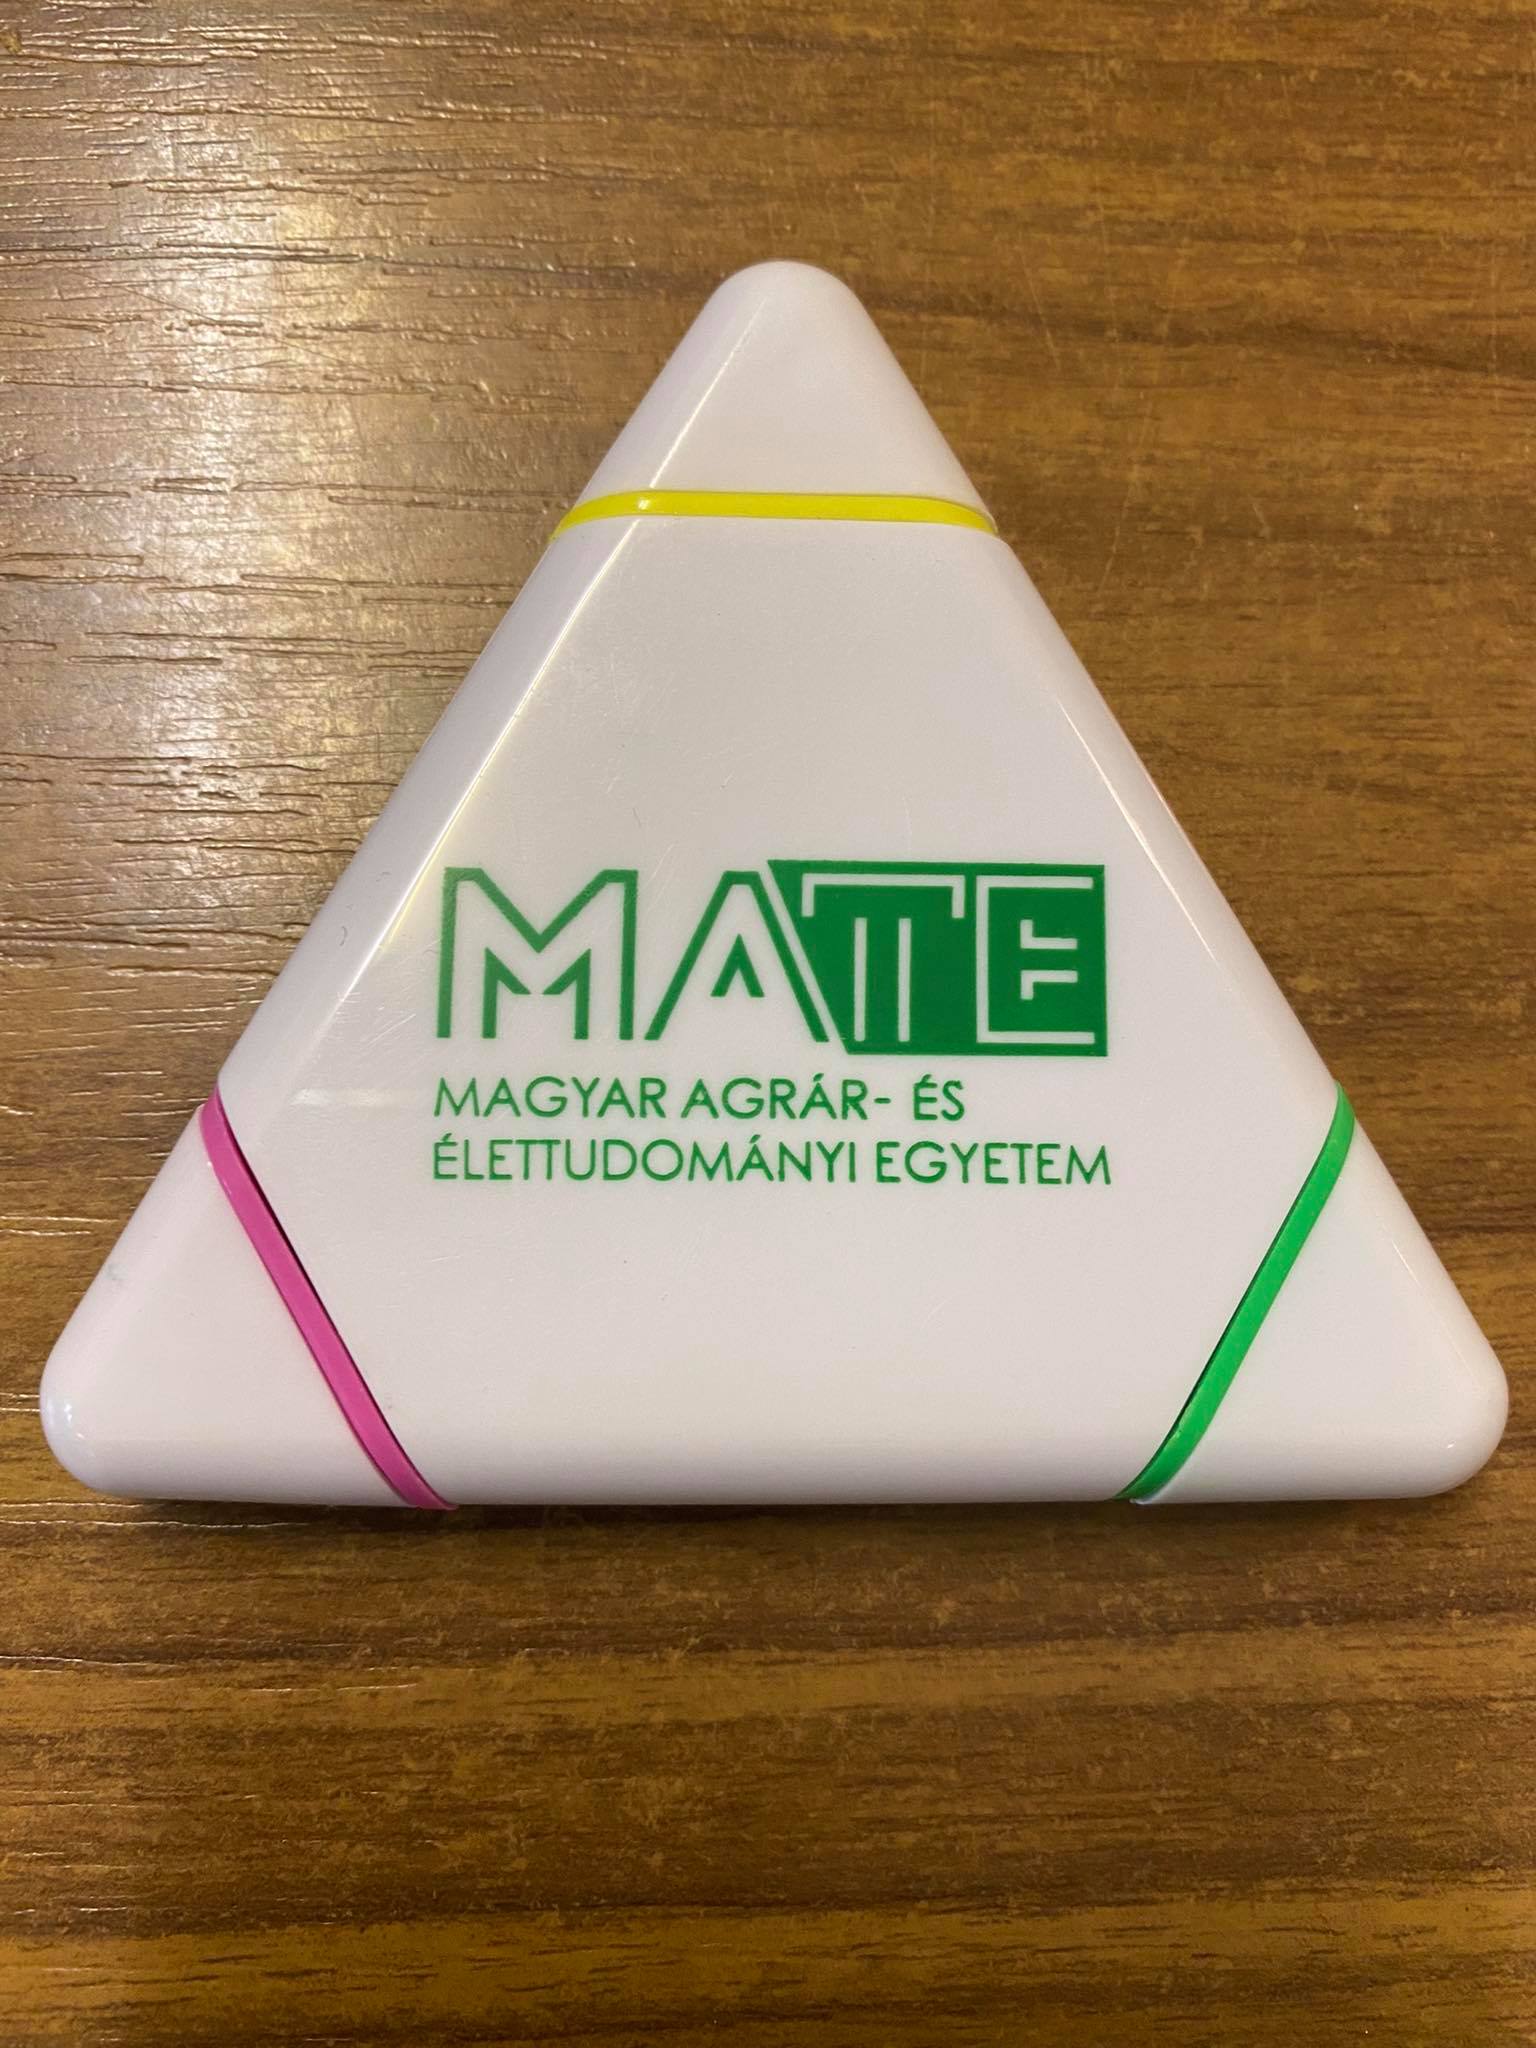 MATE
MAGYAR AGRÁR- ÉS
ÉLETTUDOMÁNYI EGYETEM